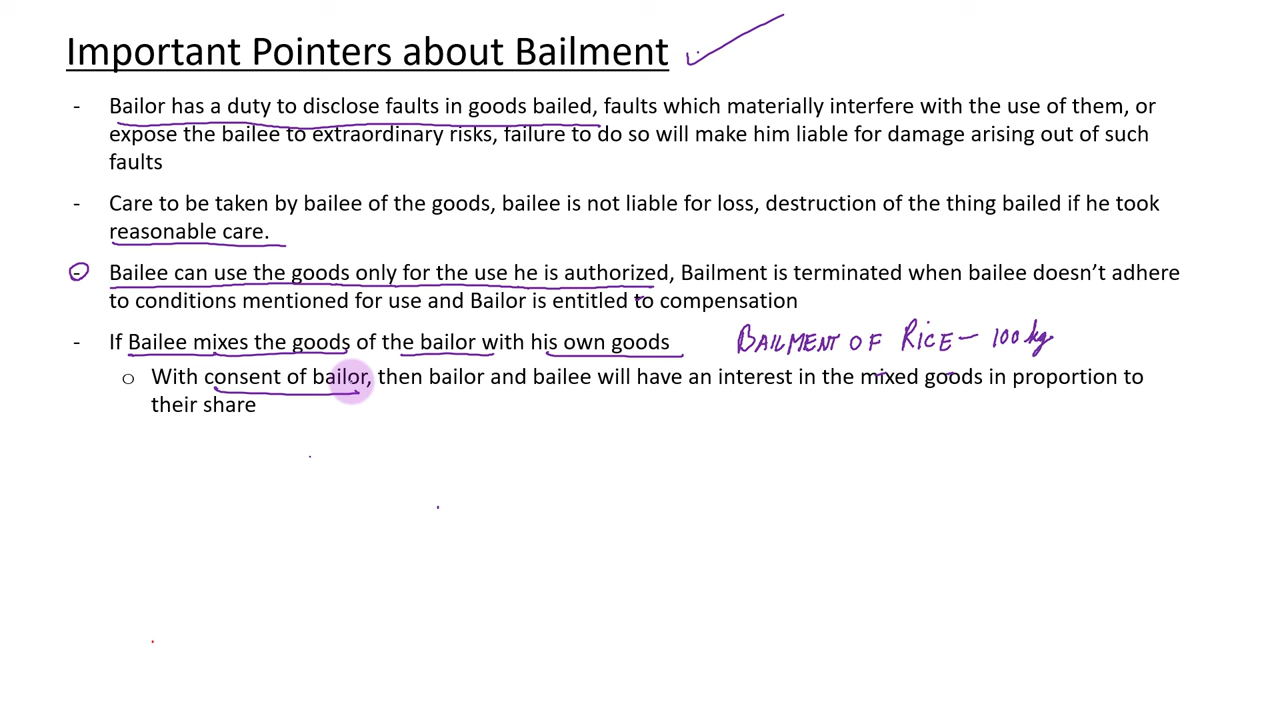 Important Pointers about Bailment
- Bailor has a duty to disclose faults in goods bailed, faults which materially interfere with the use of them, or
expose the bailee to extraordinary risks, failure to do so will make him liable for damage arising out of such
faults
- Care to be taken by bailee of the goods, bailee is not liable for loss, destruction of the thing bailed if he took
reasonable care.
- Bailee can use the goods only for the use he is authorized, Bailment is terminated when bailee doesn’t adhere
to conditions mentioned for use and Bailor is entitled to compensation
- If Bailee mixes the goods of the bailor with his own goods BAILMENT OF RICE – 100 kg
o With consent of bailor, then bailor and bailee will have an interest in the mixed goods in proportion to
their share